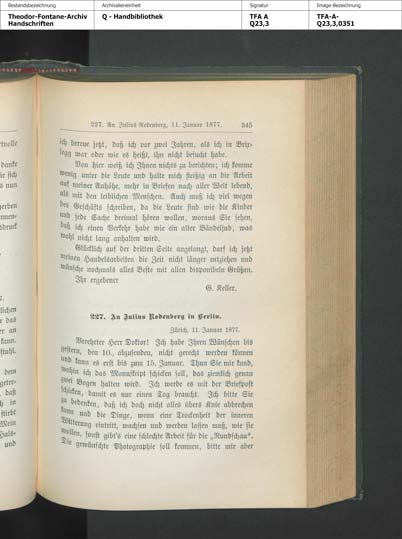 Bestandsbezeichnung
Archivalieneinheit
Signatur
Image-Bezeichnung
Theodor-Fontane-Archiv
Handschriften
Q - Handbibliothek
TFA A
Q23,3
TFA-A-
Q23,3,0351
227. An Julius Rodenberg, 11. Januar 1877. 345
ich bereue jetzt, daß ich vor zwei Jahren, als ich in
war oder wie es heißt, ihn nicht besucht habe.
Von hier weiß ich Ihnen nichts zu berichten; ich komme
wenig unter die Leute und halte mich fleißig an die Arbeit
auf meiner Anhöhe, mehr in Briefen nach aller Welt lebend,
als mit den leiblichen Menschen. Auch muß ich viel wegen
des Geschäfts schreiben, da die Leute sind wie die Kinder
und jede Sache dreimal hören wollen, woraus Sie sehen,
daß ich einen Verkehr habe wie ein alter Bändeljud, was
wohl nicht lang anhalten wird.
Glücklich auf der dritten Seite angelangt, darf ich jetzt
meinen Handelsarbeiten die Zeit nicht länger entziehen und
wünsche nochmals alles Beste mit allen disponibeln Grüßen.
Ihr ergebener
G. Keller.
227. An Julius Rodenberg in Berlin.
Zürich, 11. Januar 1877.
Verehrter Herr Doktor! Ich habe Ihren Wünschen bis
gestern, den 10., abzusenden, nicht gerecht werden können
und kann es erst bis zum 15. Januar. Thun Sie mir kund,
wohin ich das Manuskript schicken soll, das ziemlich genau
zwei Bogen halten wird. Ich werde es mit der Briefpost
schicken, damit es nur einen Tag braucht. Ich bitte Sie
zu bedenken, daß ich doch nicht alles übers Knie abbrechen
kann und die Dinge, wenn eine Trockenheit der inneren
Witterung eintritt, wachsen und werden lassen muß, wie sie
wollen, sonst gibt's eine schlechte Arbeit für die „Rundschau“.
Die gewünschte Photographie soll kommen, bitte mir aber